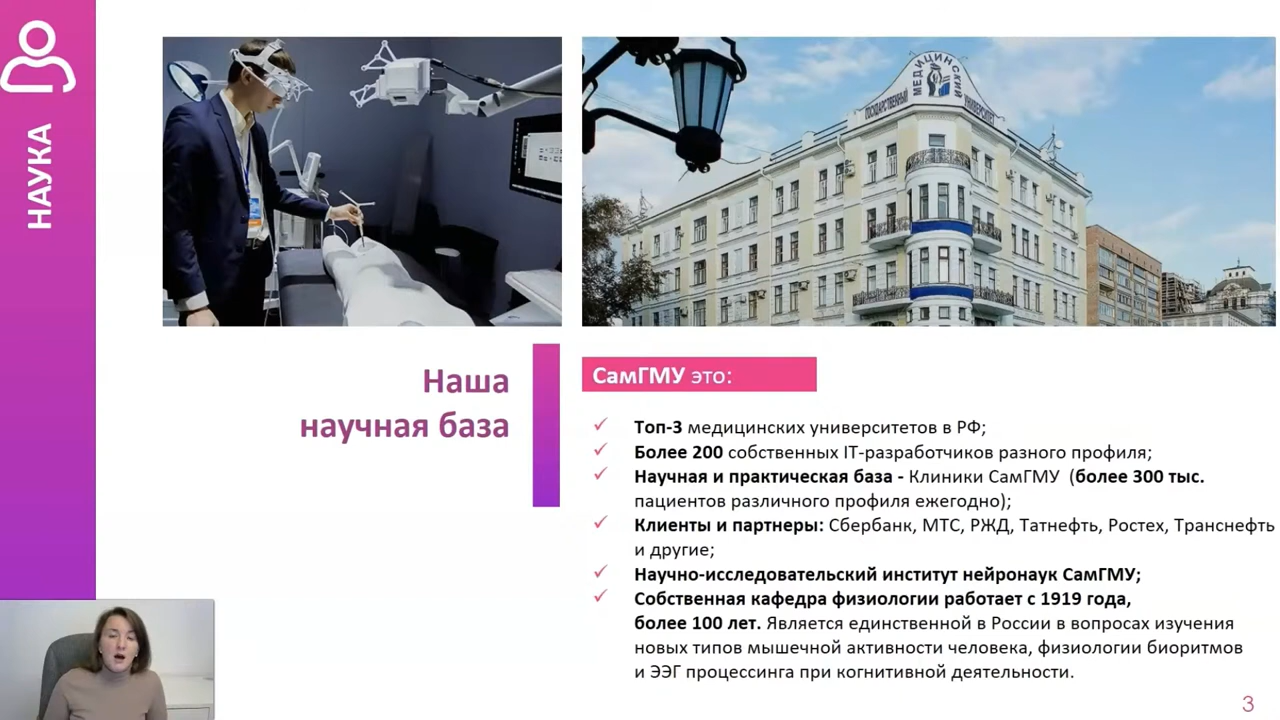 НАУКА
МЕДИЦИНСКИЙ
ГОСУДАРСТВЕННЫЙ
УНИВЕРСИТЕТ
Наша
научная база
СамГМУ это:
✓ Топ-3 медицинских университетов в РФ;
✓ Более 200 собственных IT-разработчиков разного профиля;
✓ Научная и практическая база - Клиники СамГМУ (более 300 тыс.
пациентов различного профиля ежегодно);
✓ Клиенты и партнеры: Сбербанк, МТС, РЖД, Татнефть, Ростех, Транснефть
и другие;
✓ Научно-исследовательский институт нейронаук СамГМУ;
✓ Собственная кафедра физиологии работает с 1919 года,
более 100 лет. Является единственной в России в вопросах изучения
новых типов мышечной активности человека, физиологии биоритмов
и ЭЭГ процессинга при когнитивной деятельности.
3